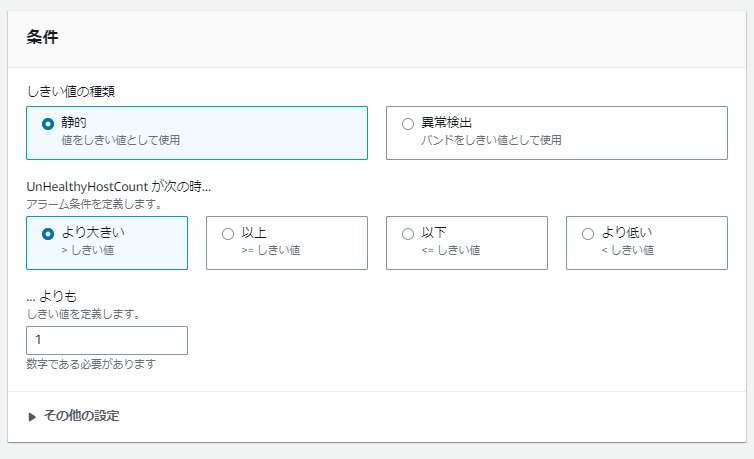 条件
しきい値の種類
静的
値をしきい値として使用
異常検出
バンドをしきい値として使用
UnHealthyHostCount が次の時...
アラーム条件を定義します。
より大きい
> しきい値
以上
>= しきい値
以下
<= しきい値
より低い
< しきい値
... よりも
しきい値を定義します。
1
数字である必要があります
その他の設定